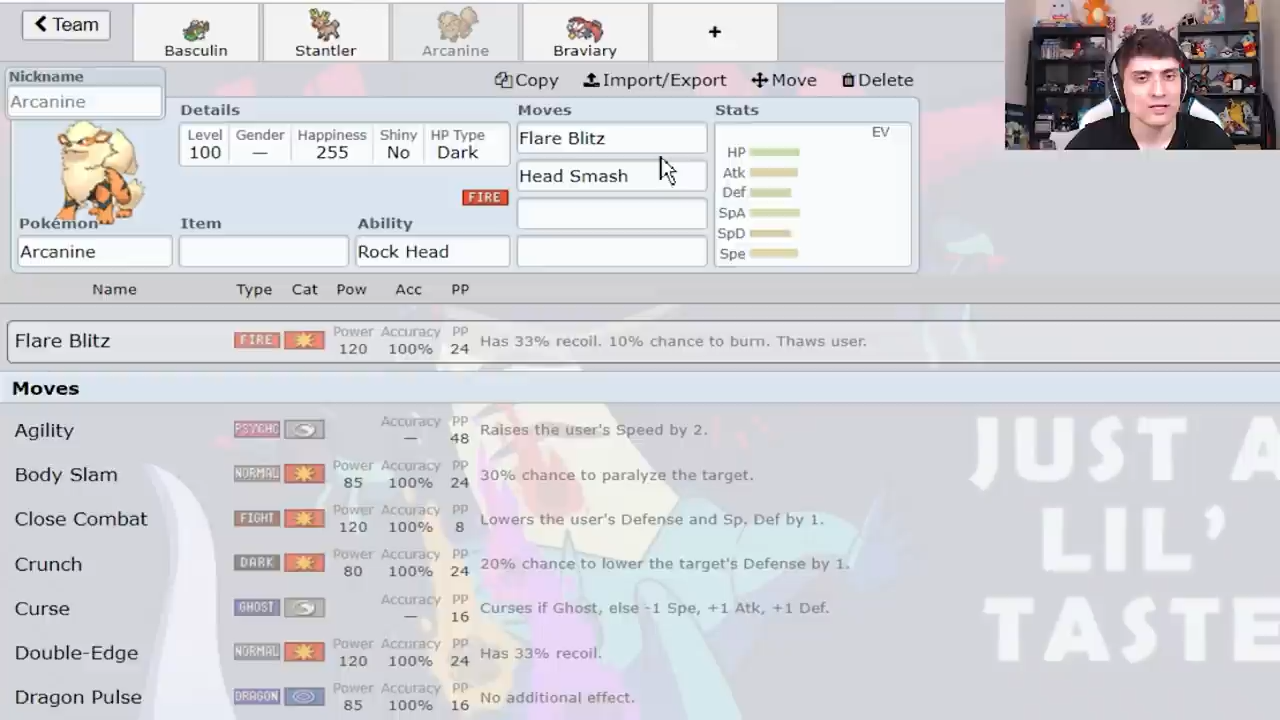 Team
Basculin
Stantler
Arcanine
Braviary
+
Nickname
Arcanine
Copy
Import/Export
Move
Delete
Details
Level
100
Gender
—
Happiness
255
Shiny
No
HP Type
Dark
FIRE
Pokémon
Arcanine
Item
Ability
Rock Head
Moves
Flare Blitz
Head Smash
Stats
EV
HP
Atk
Def
SpA
SpD
Spe
Name Type Cat Pow Acc PP
Flare Blitz FIRE Power 120 Accuracy 100% PP 24 Has 33% recoil. 10% chance to burn. Thaws user.
Moves
Agility PSYCHC Accuracy — PP 48 Raises the user's Speed by 2.
Body Slam NORMAL Power 85 Accuracy 100% PP 24 30% chance to paralyze the target.
Close Combat FIGHT Power 120 Accuracy 100% PP 8 Lowers the user's Defense and Sp. Def by 1.
Crunch DARK Power 80 Accuracy 100% PP 24 20% chance to lower the target's Defense by 1.
Curse GHOST Accuracy — PP 16 Curses if Ghost, else -1 Spe, +1 Atk, +1 Def.
Double-Edge NORMAL Power 120 Accuracy 100% PP 24 Has 33% recoil.
Dragon Pulse DRAGON Power 85 Accuracy 100% PP 16 No additional effect.
JUST A
LIL'
TASTE